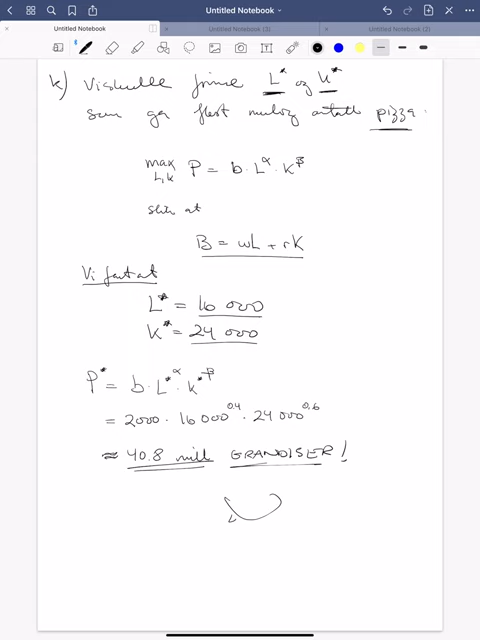 Untitled Notebook
Untitled Notebook
Untitled Notebook (3)
Untitled Notebook (2)
k) Vi skulle finne L* og K*
som ga flest mulig antall pizza.
max P = b · L^α · K^β
L, K
slik at
B = wL + rK
Vi fant at
L* = 16 000
K* = 24 000
P* = b · L*^α · K*^β
= 2000 · 16 000^0.4 · 24 000^0.6
≈ 40.8 mill GRANDISER!